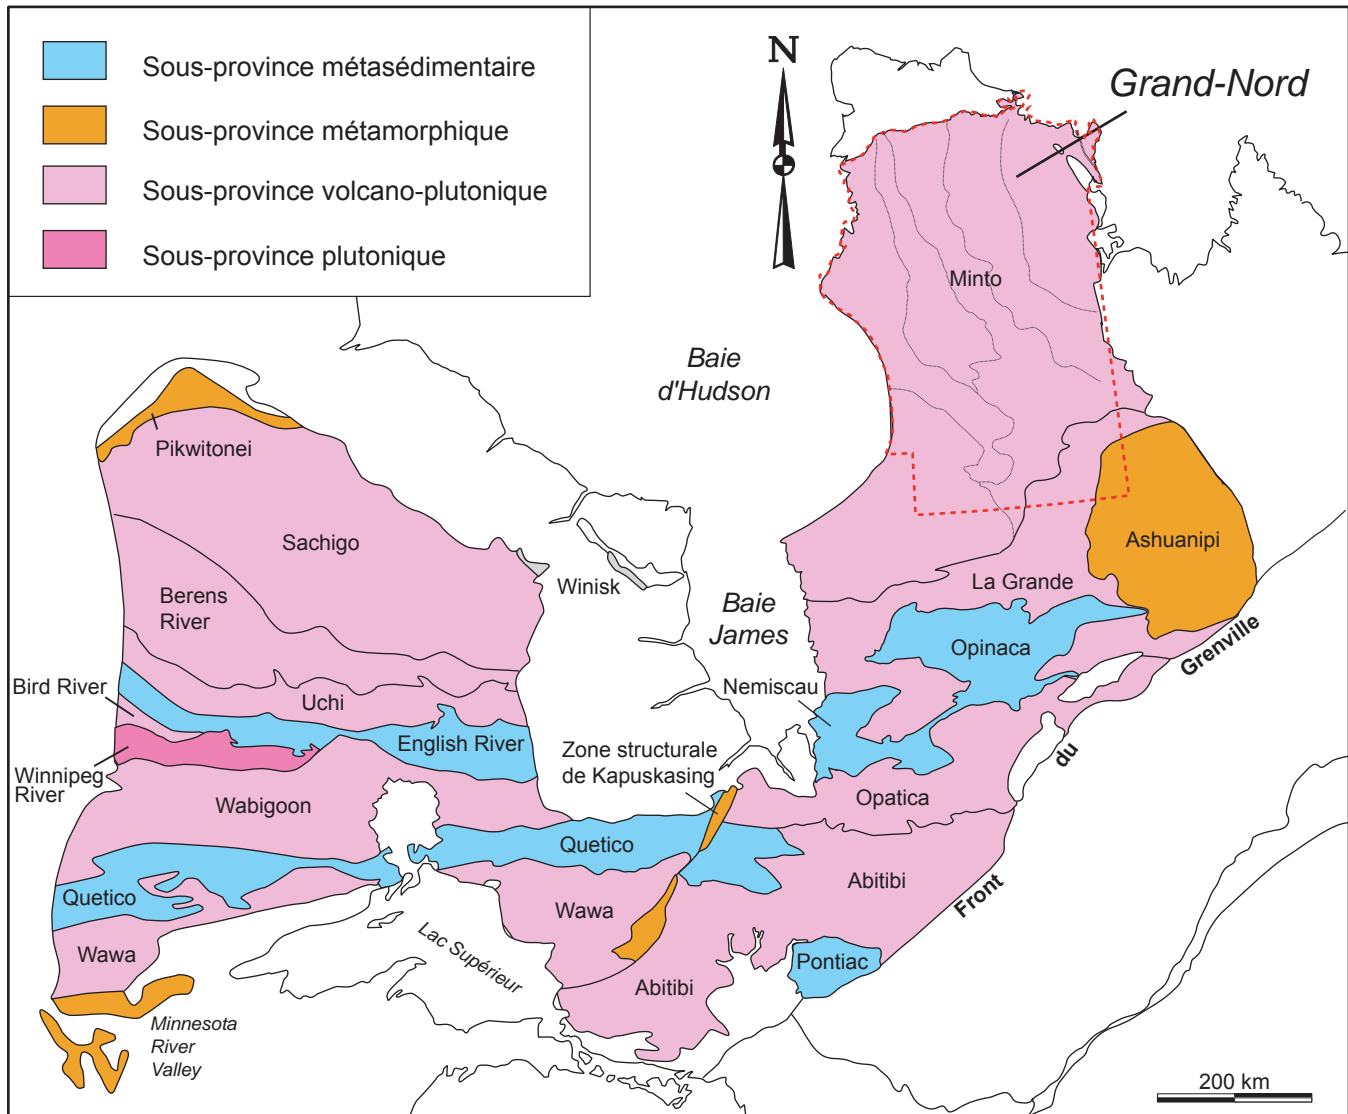 Sous-province métasédimentaire
Sous-province métamorphique
Sous-province volcano-plutonique
Sous-province plutonique
N
Grand-Nord
Minto
Baie
d'Hudson
Pikwitonei
Sachigo
Winisk
Berens
River
Baie
James
La Grande
Ashuanipi
Opinaca
Grenville
Bird River
Uchi
Nemiscau
English River
Zone structurale
de Kapuskasing
Winnipeg
River
Wabigoon
Opatica
du
Quetico
Quetico
Abitibi
Front
Wawa
Wawa
Lac Supérieur
Pontiac
Abitibi
Minnesota
River
Valley
200 km